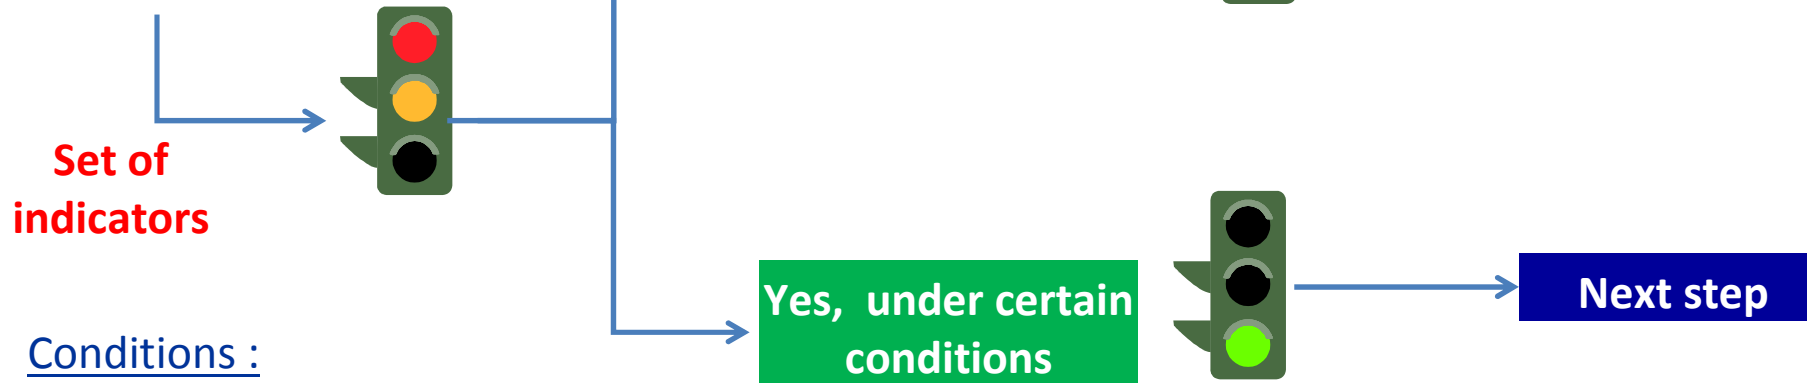 Set of
indicators
Yes, under certain
conditions
Next step
Conditions :